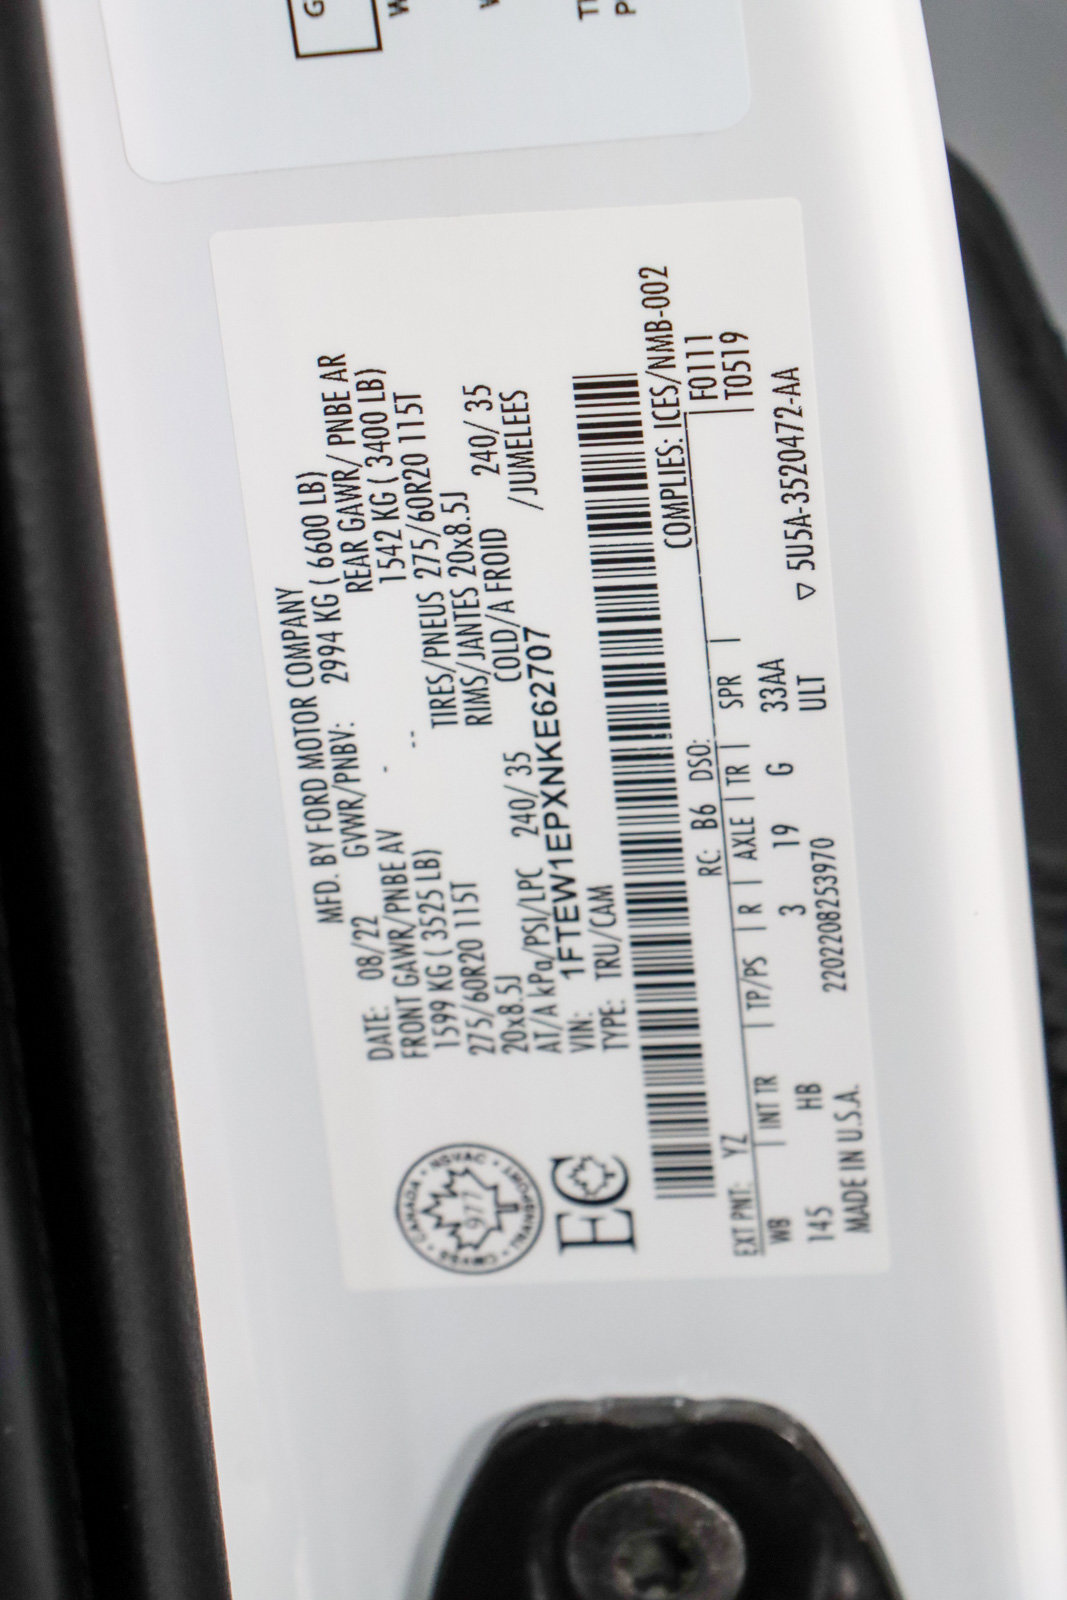 MFD. BY FORD MOTOR COMPANY
DATE: 08/22 GVWR/PNBV: 2994 KG ( 6600 LB)
FRONT GAWR/PNBE AV REAR GAWR/ PNBE AR
1599 KG ( 3525 LB) 1542 KG ( 3400 LB)
275/60R20 115T TIRES/PNEUS 275/60R20 115T
20x8.5J RIMS/JANTES 20x8.5J
AT/A kPa/PSI/LPC 240/ 35 COLD/A FROID 240/ 35
VIN: 1FTEW1EPXNKE62707 /JUMELEES
TYPE: TRU/CAM
CANADA
977
EC
COMPLIES: ICES/NMB-002
EXT PNT: YZ RC: B6 DSO: F0111
WB | INT TR | TP/PS | R | AXLE | TR | SPR | T0519
145 HB 3 19 G 33AA
MADE IN U.S.A. 2202208253970 ULT ▽ 5U5A-3520472-AA